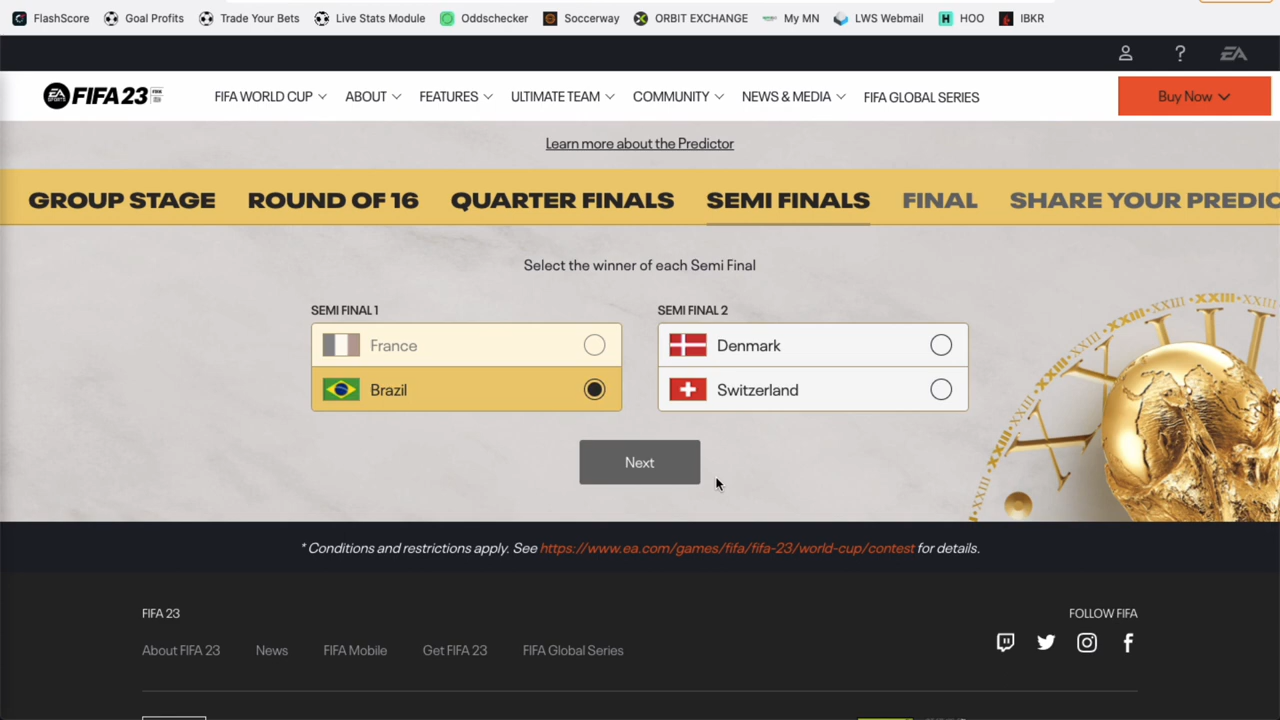 FlashScore Goal Profits Trade Your Bets Live Stats Module Oddschecker Soccerway ORBIT EXCHANGE My MN LWS Webmail H HOO IBKR
? EA
EA SPORTS FIFA 23 FIFA WORLD CUP ABOUT FEATURES ULTIMATE TEAM COMMUNITY NEWS & MEDIA FIFA GLOBAL SERIES Buy Now
Learn more about the Predictor
GROUP STAGE ROUND OF 16 QUARTER FINALS SEMI FINALS FINAL SHARE YOUR PREDIC
Select the winner of each Semi Final
SEMI FINAL 1 SEMI FINAL 2
France Denmark
Brazil Switzerland
Next
* Conditions and restrictions apply. See https://www.ea.com/games/fifa/fifa-23/world-cup/contest for details.
FIFA 23 FOLLOW FIFA
About FIFA 23 News FIFA Mobile Get FIFA 23 FIFA Global Series